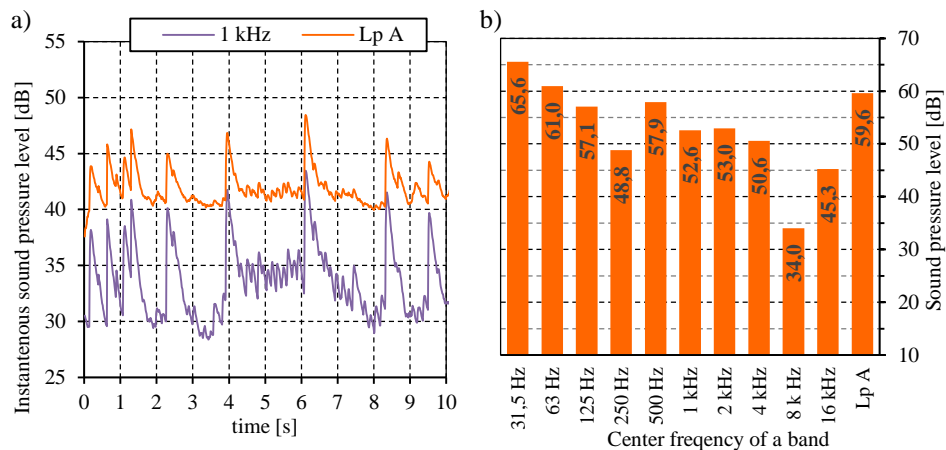 a)
1 kHz
Lp A
Instantenous sound pressure level [dB]
55
50
45
40
35
30
25
0 1 2 3 4 5 6 7 8 9 10
time [s]
b)
65,6
61,0
57,1
48,8
57,9
52,6
53,0
50,6
34,0
45,3
59,6
70
60
50
40
30
20
10
Sound pressure level [dB]
31,5 Hz
63 Hz
125 Hz
250 Hz
500 Hz
1 kHz
2 kHz
4 kHz
8 k Hz
16 kHz
Lp A
Center freqency of a band